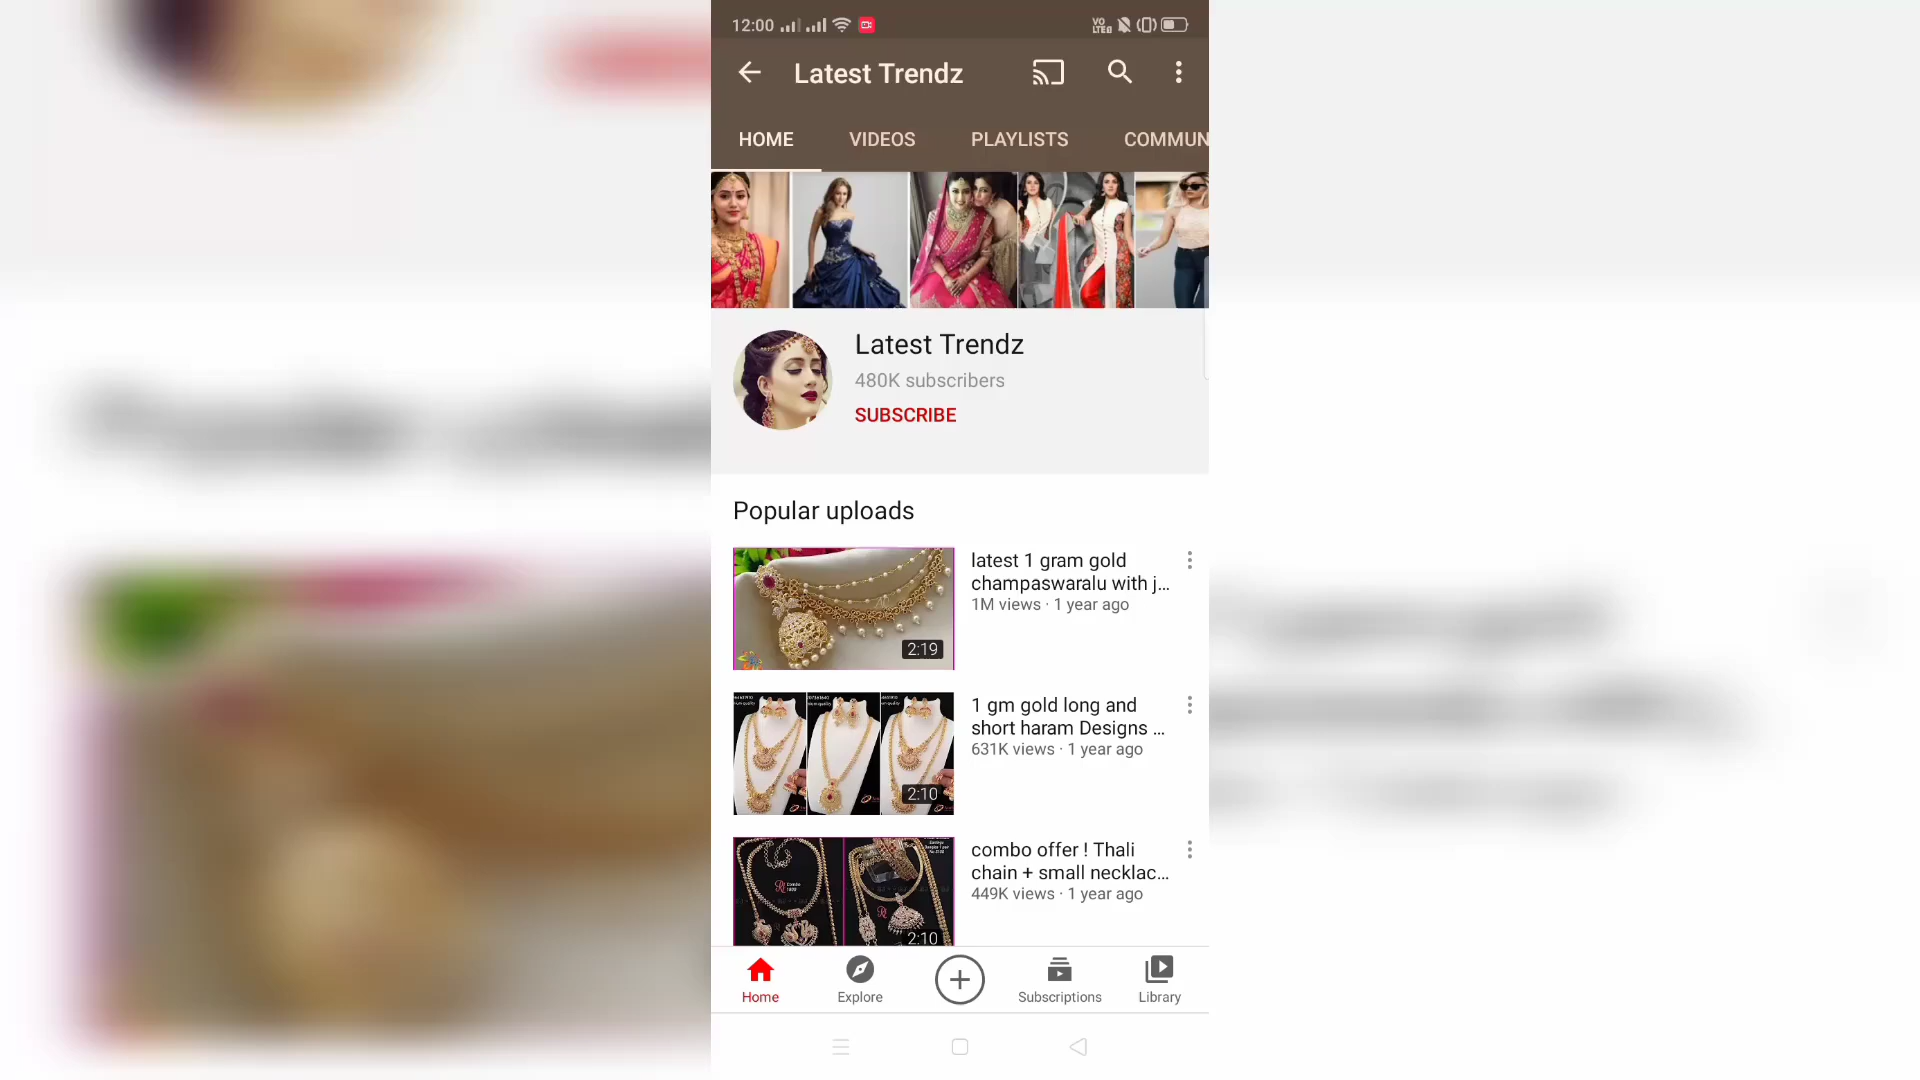 12:00
VO
LTE
Latest Trendz
HOME
VIDEOS
PLAYLISTS
COMMUN
Latest Trendz
480K subscribers
SUBSCRIBE
Popular uploads
latest 1 gram gold
champaswaralu with j...
1M views · 1 year ago
2:19
1 gm gold long and
short haram Designs ...
631K views · 1 year ago
2:10
combo offer ! Thali
chain + small necklac...
449K views · 1 year ago
2:10
Home
Explore
Subscriptions
Library